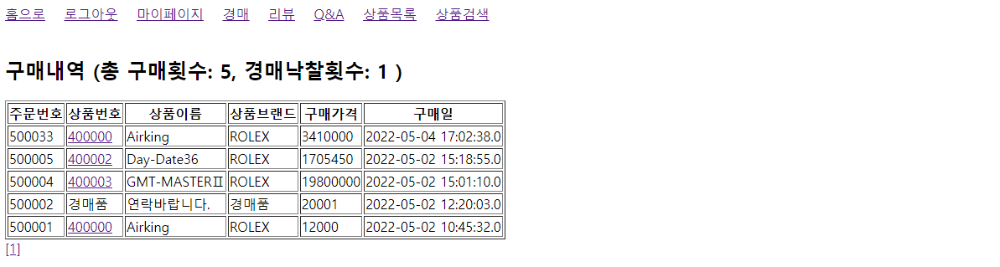 홈으로 로그아웃 마이페이지 경매 리뷰 Q&A 상품목록 상품검색
구매내역 (총 구매횟수: 5, 경매낙찰횟수: 1 )
주문번호 상품번호 상품이름 상품브랜드 구매가격 구매일
500033 400000 Airking ROLEX 3410000 2022-05-04 17:02:38.0
500005 400002 Day-Date36 ROLEX 1705450 2022-05-02 15:18:55.0
500004 400003 GMT-MASTERⅡ ROLEX 19800000 2022-05-02 15:01:10.0
500002 경매품 연락바랍니다. 경매품 20001 2022-05-02 12:20:03.0
500001 400000 Airking ROLEX 12000 2022-05-02 10:45:32.0
[1]